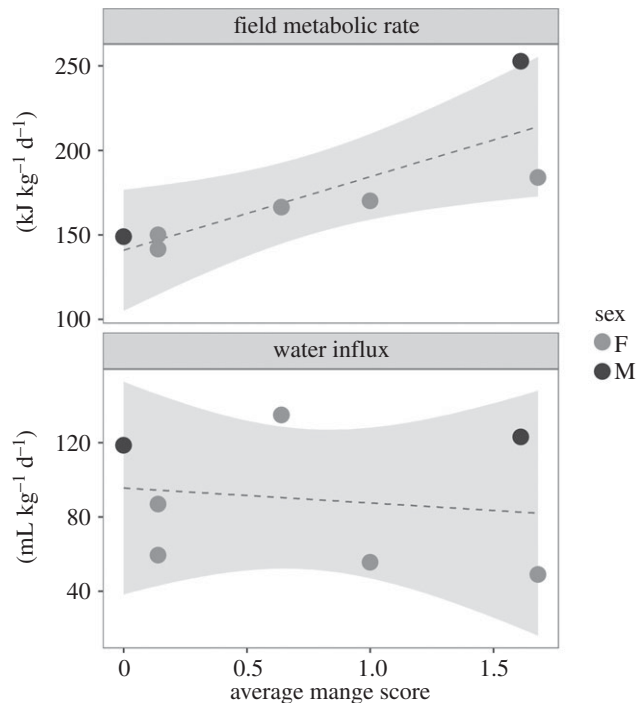 field metabolic rate
250
200
150
100
(kJ kg⁻¹ d⁻¹)
water influx
120
80
40
(mL kg⁻¹ d⁻¹)
0 0.5 1.0 1.5
average mange score
sex
F
M